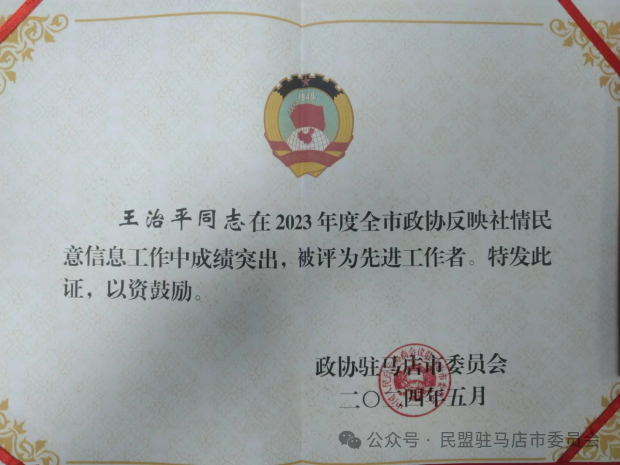 1949
王治平同志在2023年度全市政协反映社情民
意信息工作中成绩突出，被评为先进工作者。特发此
证，以资鼓励。
政协驻马店市委员会
二〇二四年五月
公众号·民盟驻马店市委员会